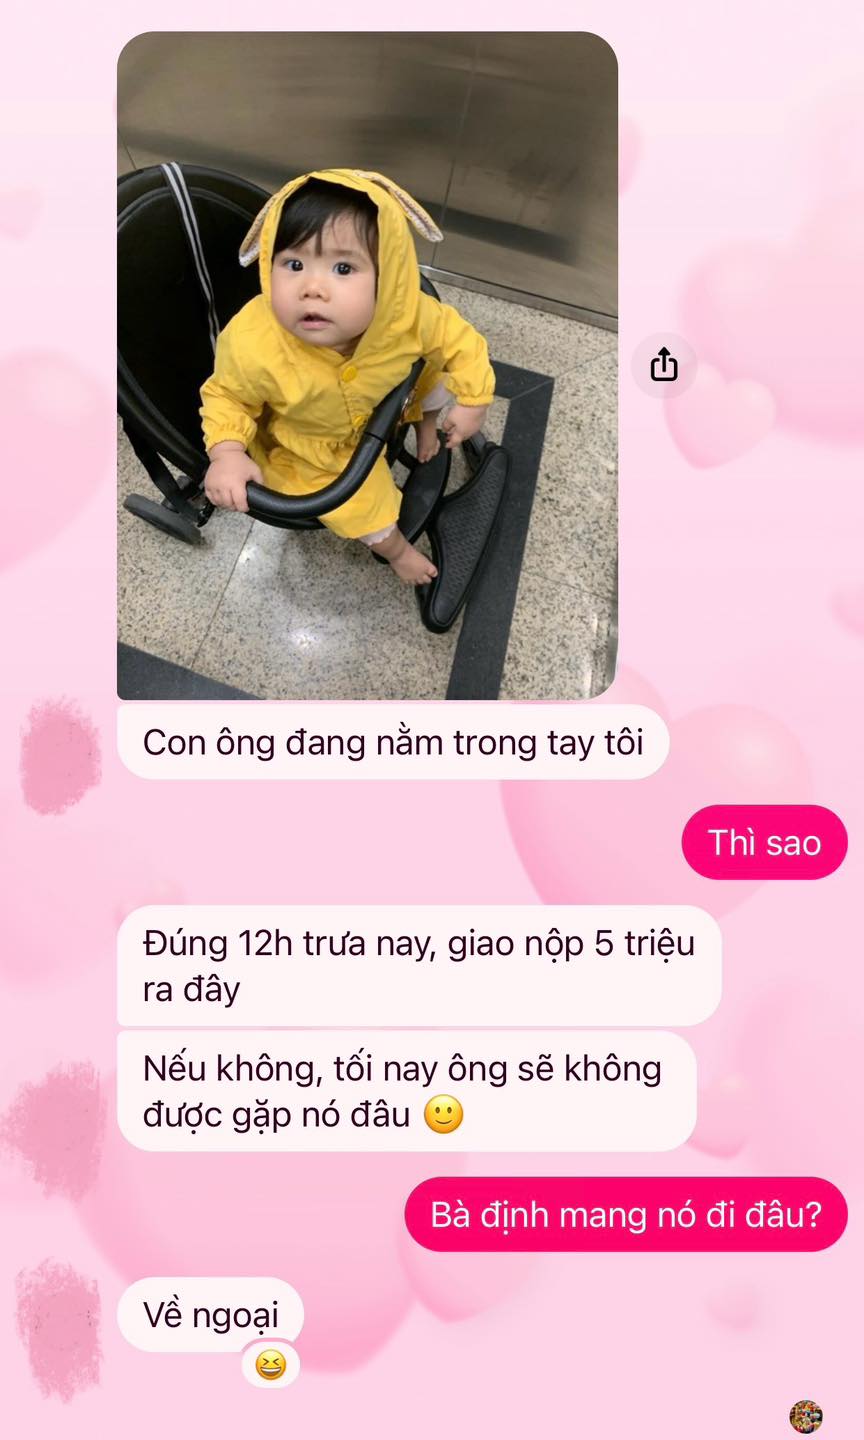 Con ông đang nằm trong tay tôi
Thì sao
Đúng 12h trưa nay, giao nộp 5 triệu
ra đây
Nếu không, tối nay ông sẽ không
được gặp nó đâu 🙂
Bà định mang nó đi đâu?
Về ngoại